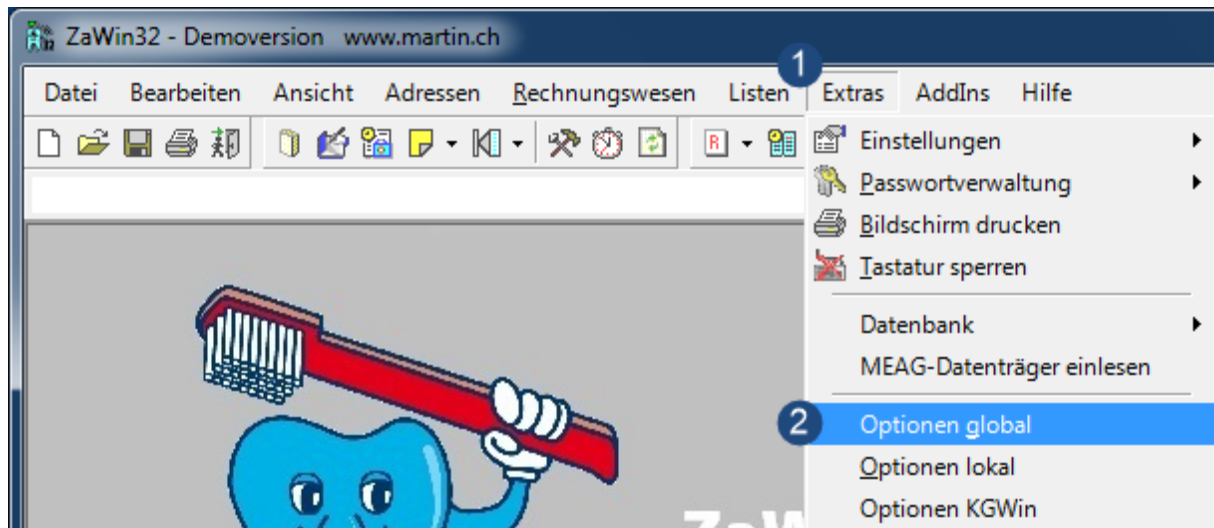 ZaWin32 - Demoversion www.martin.ch
1
Datei Bearbeiten Ansicht Adressen Rechnungswesen Listen Extras AddIns Hilfe
R
Einstellungen
Passwortverwaltung
Bildschirm drucken
Tastatur sperren
Datenbank
MEAG-Datenträger einlesen
2 Optionen global
Optionen lokal
Optionen KGWin
ZaW